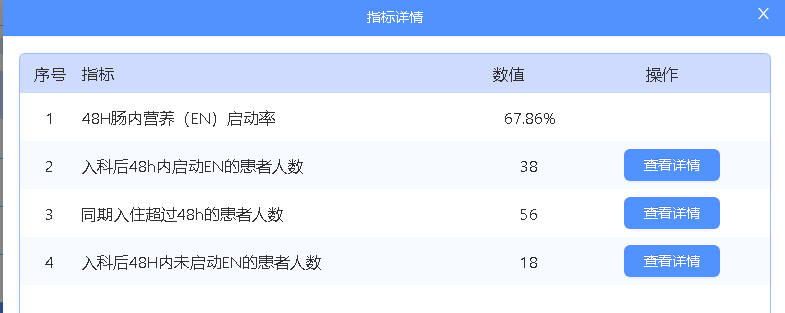 指标详情
X
序号 指标 数值 操作
1 48H肠内营养（EN）启动率 67.86%
2 入科后48h内启动EN的患者人数 38 查看详情
3 同期入住超过48h的患者人数 56 查看详情
4 入科后48H内未启动EN的患者人数 18 查看详情